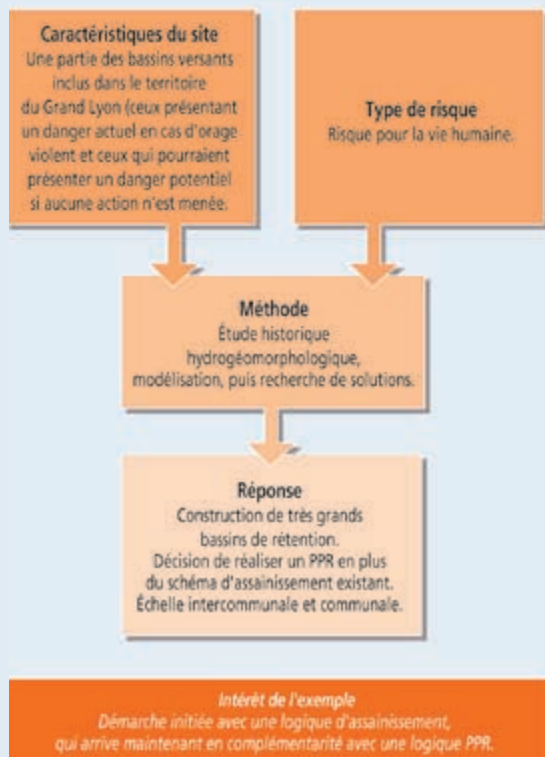 Caractéristiques du site
Une partie des bassins versants
inclus dans le territoire
du Grand Lyon (ceux présentant
un danger actuel en cas d'orage
violent et ceux qui pourraient
présenter un danger potentiel
si aucune action n'est menée.
Type de risque
Risque pour la vie humaine.
Méthode
Étude historique
hydrogéomorphologique,
modélisation, puis recherche de solutions.
Réponse
Construction de très grands
bassins de rétention.
Décision de réaliser un PPR en plus
du schéma d'assainissement existant.
Échelle intercommunale et communale.
Intérêt de l'exemple
Démarche initiée avec une logique d'assainissement,
qui arrive maintenant en complémentarité avec une logique PPR.